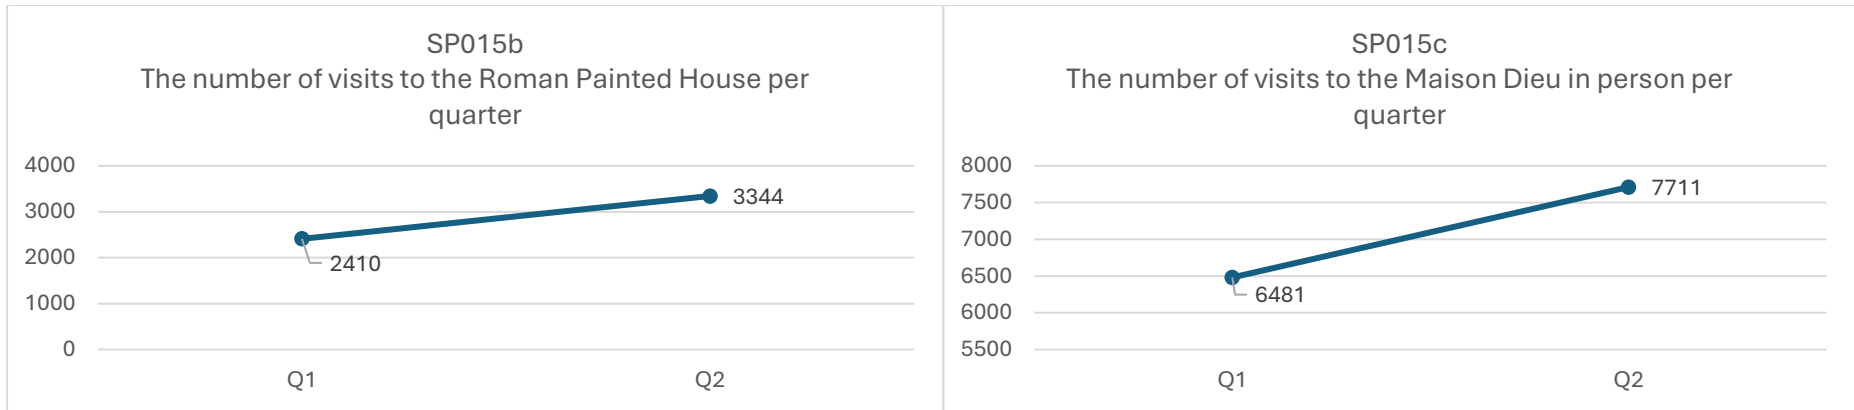 SP015b
The number of visits to the Roman Painted House per
quarter
4000
3000
2000
1000
0
3344
2410
Q1 Q2
SP015c
The number of visits to the Maison Dieu in person per
quarter
8000
7500
7000
6500
6000
5500
7711
6481
Q1 Q2